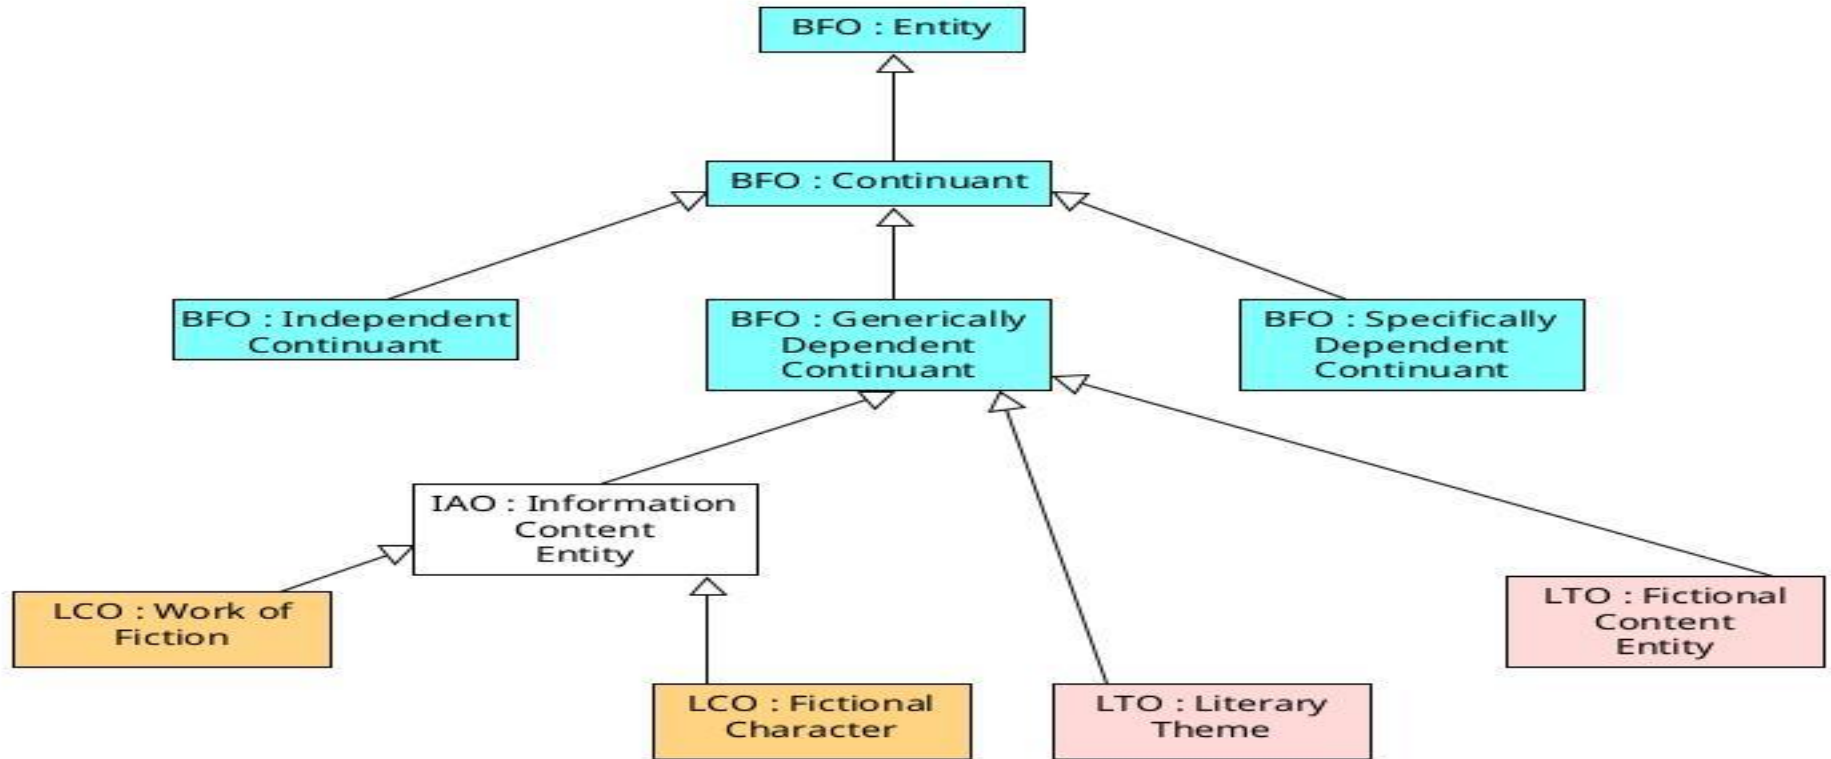 BFO : Entity
BFO : Continuant
BFO : Independent
Continuant
BFO : Generically
Dependent
Continuant
BFO : Specifically
Dependent
Continuant
IAO : Information
Content
Entity
LCO : Work of
Fiction
LTO : Fictional
Content
Entity
LCO : Fictional
Character
LTO : Literary
Theme